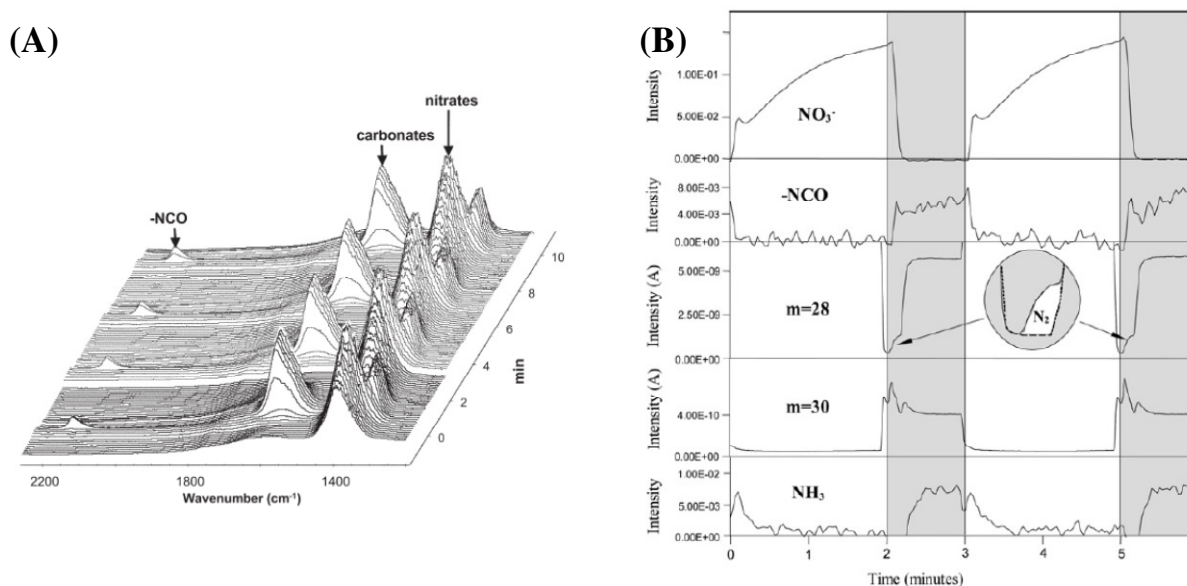 (A)
nitrates
carbonates
-NCO
10
8
6
4
2
0
min
2200
1800
1400
Wavenumber (cm⁻¹)
(B)
Intensity
1.00E-01
5.00E-02
0.00E+00
NO₃⁻
Intensity
8.00E-03
4.00E-03
0.00E+00
-NCO
Intensity (A)
5.00E-09
2.50E-09
0.00E+00
m=28
N₂
Intensity (A)
4.00E-10
0.00E+00
m=30
Intensity
1.00E-02
5.00E-03
0.00E+00
NH₃
0
1
2
3
4
5
Time (minutes)